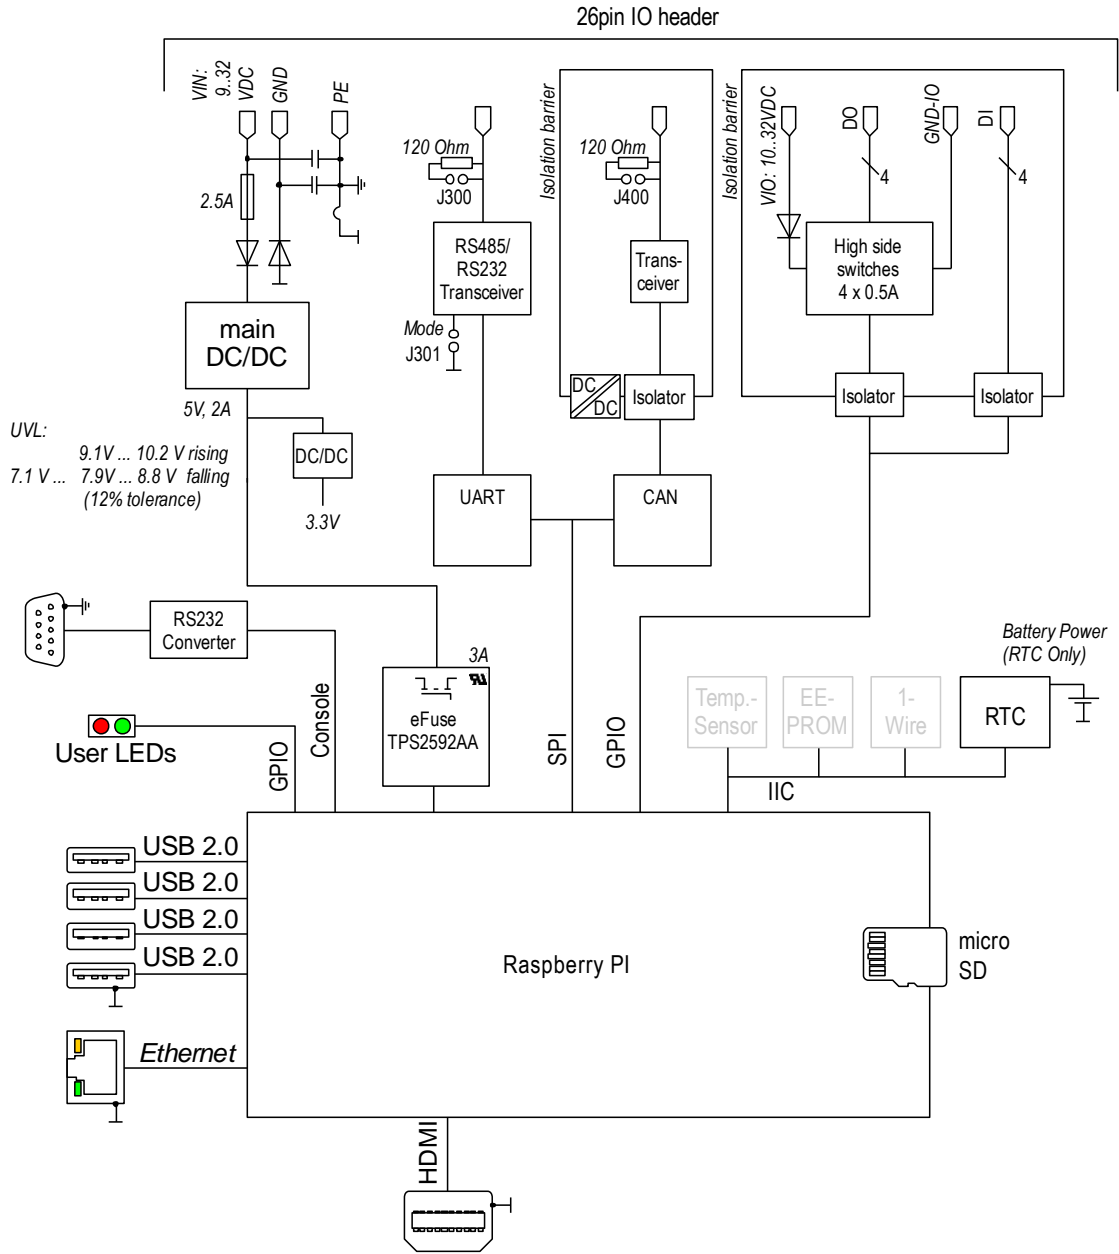 26pin IO header
VIN:
9..32
VDC
GND
PE
2.5A
main
DC/DC
5V, 2A
UVL:
9.1V ... 10.2 V rising
7.1 V ... 7.9V ... 8.8 V falling
(12% tolerance)
DC/DC
3.3V
120 Ohm
J300
RS485/
RS232
Transceiver
Mode
J301
UART
Isolation barrier
120 Ohm
J400
Trans-
ceiver
DC
DC
Isolator
CAN
Isolation barrier
VIO: 10..32VDC
DO
4
GND-IO
DI
4
High side
switches
4 x 0.5A
Isolator
Isolator
RS232
Converter
Console
User LEDs
GPIO
3A
eFuse
TPS2592AA
SPI
GPIO
Battery Power
(RTC Only)
Temp.-
Sensor
EE-
PROM
1-
Wire
RTC
IIC
USB 2.0
USB 2.0
USB 2.0
USB 2.0
Ethernet
Raspberry PI
micro
SD
HDMI